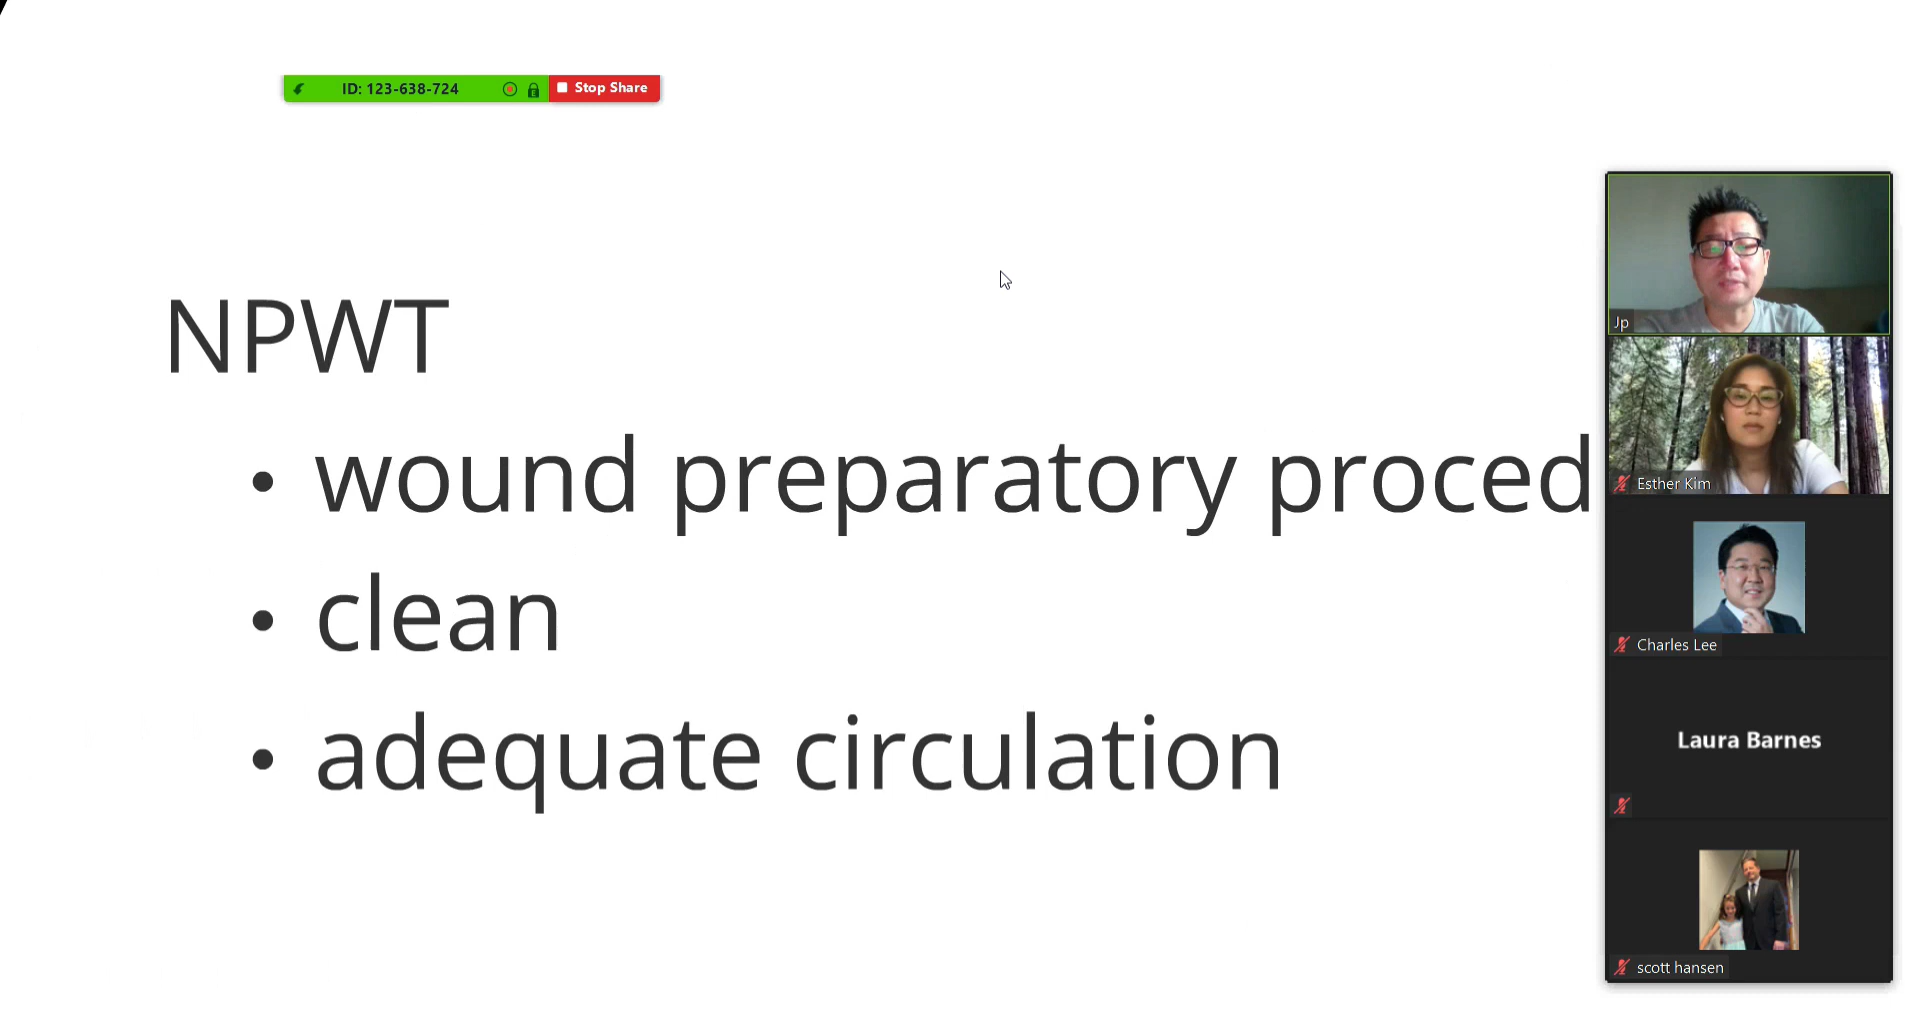 ID: 123-638-724
Stop Share
NPWT
• wound preparatory proced
• clean
• adequate circulation
Jp
Esther Kim
Charles Lee
Laura Barnes
scott hansen